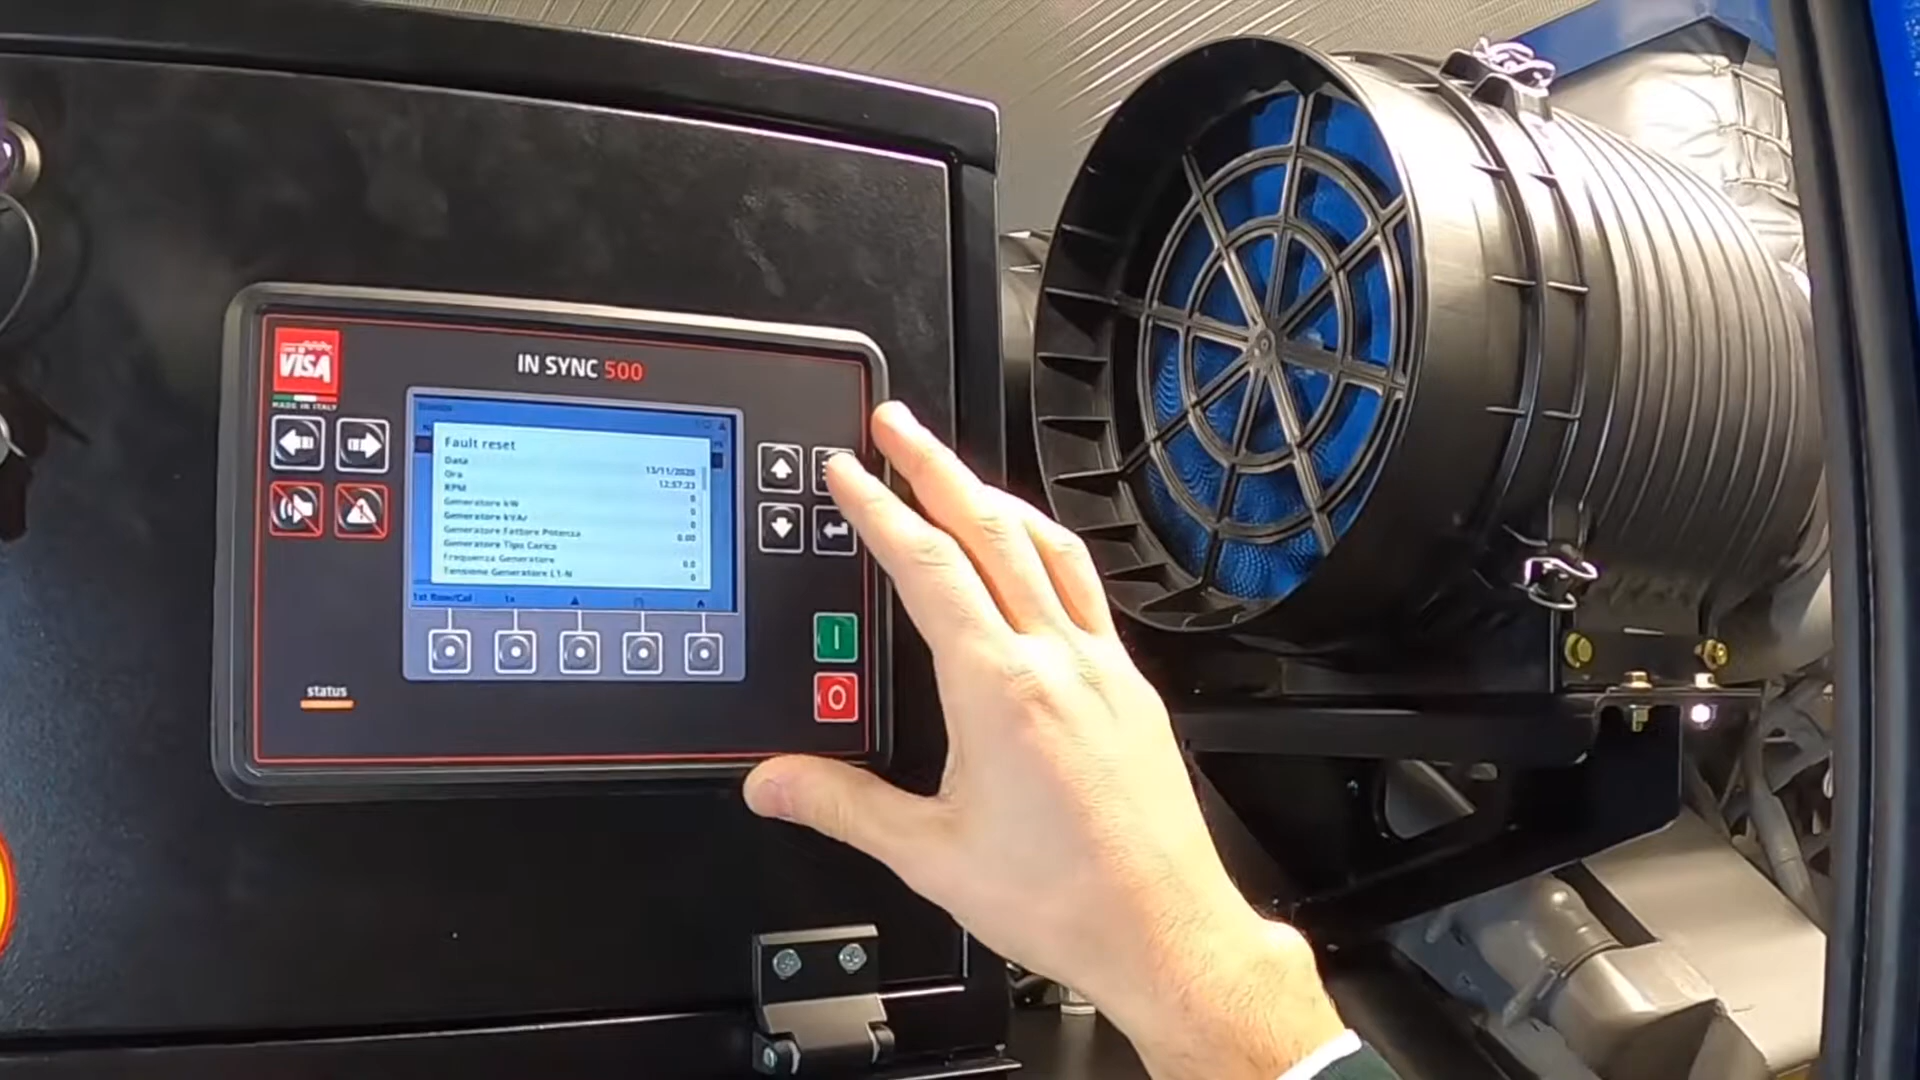 VISA
MADE IN ITALY
IN SYNC 500
Fault reset
Data 13/11/2020
Ora 12:57:23
RPM 0
Generatore kW 0
Generatore kVAr 0
Generatore Fattore Potenza 0.00
Generatore Tipo Carico
Frequenza Generatore 0.0
Tensione Generatore L1-N 0
1st Row/Col
1x
status